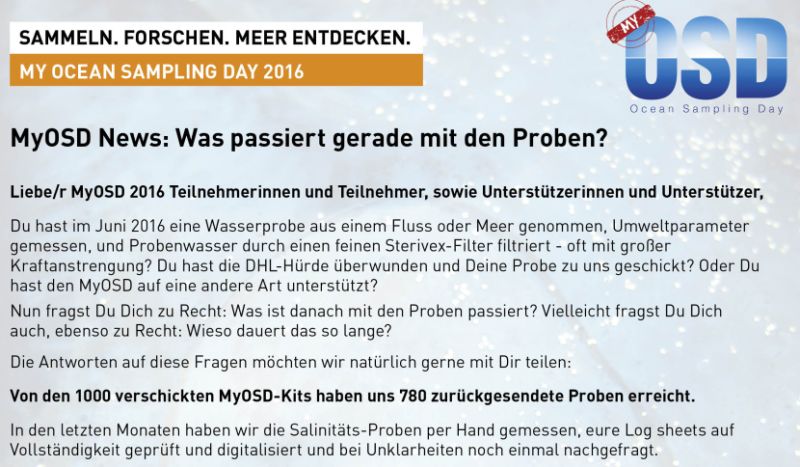 SAMMELN. FORSCHEN. MEER ENTDECKEN.
MY OCEAN SAMPLING DAY 2016
MY
OSD
Ocean Sampling Day
MyOSD News: Was passiert gerade mit den Proben?
Liebe/r MyOSD 2016 Teilnehmerinnen und Teilnehmer, sowie Unterstützerinnen und Unterstützer,
Du hast im Juni 2016 eine Wasserprobe aus einem Fluss oder Meer genommen, Umweltparameter
gemessen, und Probenwasser durch einen feinen Sterivex-Filter filtriert - oft mit großer
Kraftanstrengung? Du hast die DHL-Hürde überwunden und Deine Probe zu uns geschickt? Oder Du
hast den MyOSD auf eine andere Art unterstützt?
Nun fragst Du Dich zu Recht: Was ist danach mit den Proben passiert? Vielleicht fragst Du Dich
auch, ebenso zu Recht: Wieso dauert das so lange?
Die Antworten auf diese Fragen möchten wir natürlich gerne mit Dir teilen:
Von den 1000 verschickten MyOSD-Kits haben uns 780 zurückgesendete Proben erreicht.
In den letzten Monaten haben wir die Salinitäts-Proben per Hand gemessen, eure Log sheets auf
Vollständigkeit geprüft und digitalisiert und bei Unklarheiten noch einmal nachgefragt.